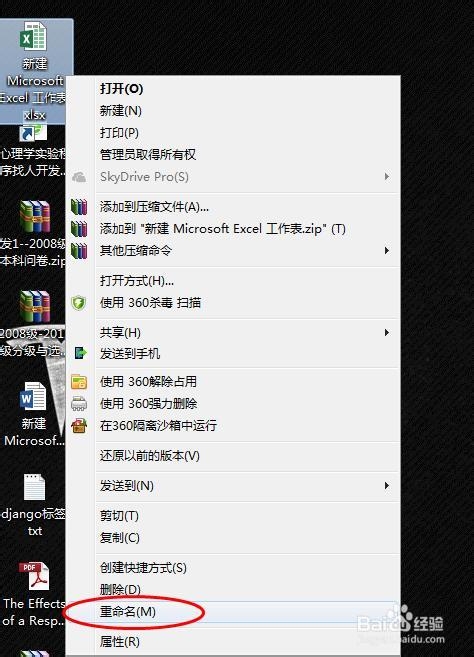 新建
Microsoft
Excel 工作表
xlsx
心理学实验程
序找人开发...
发1--2008级
本科问卷.zip
2008级-201
级分级与选...
新建
Microsof...
django标签
txt
The Effects
of a Resp...
打开(O)
新建(N)
打印(P)
管理员取得所有权
SkyDrive Pro(S)
添加到压缩文件(A)...
添加到 "新建 Microsoft Excel 工作表.zip" (T)
其他压缩命令
打开方式(H)...
使用 360杀毒 扫描
共享(H)
发送到手机
使用 360解除占用
使用 360强力删除
在360隔离沙箱中运行
还原以前的版本(V)
发送到(N)
剪切(T)
复制(C)
创建快捷方式(S)
删除(D)
重命名(M)
属性(R)
Baidu 经验
jingyan.baidu.com